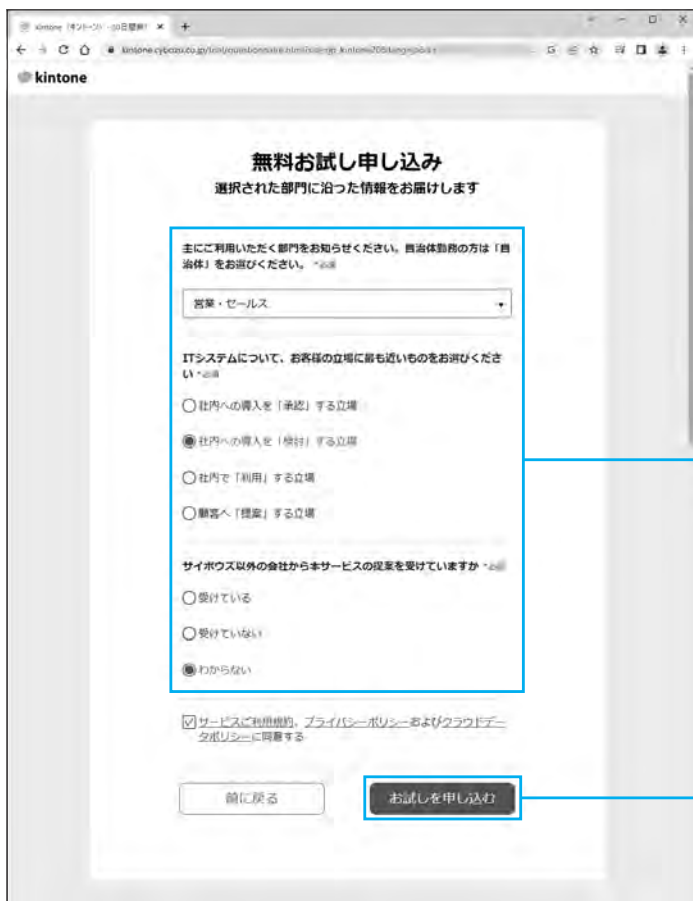 kintone
無料お試し申し込み
選択された部門に沿った情報をお届けします
主にご利用いただく部門をお知らせください。自治体勤務の方は「自
治体」をお選びください。 *必須
営業・セールス
ITシステムについて、お客様の立場に最も近いものをお選びくださ
い *必須
社内への導入を「承認」する立場
社内への導入を「検討」する立場
社内で「利用」する立場
顧客へ「提案」する立場
サイボウズ以外の会社から本サービスの提案を受けていますか *必須
受けている
受けていない
わからない
サービスご利用規約、プライバシーポリシーおよびクラウドデー
タポリシーに同意する
前に戻る
お試しを申し込む